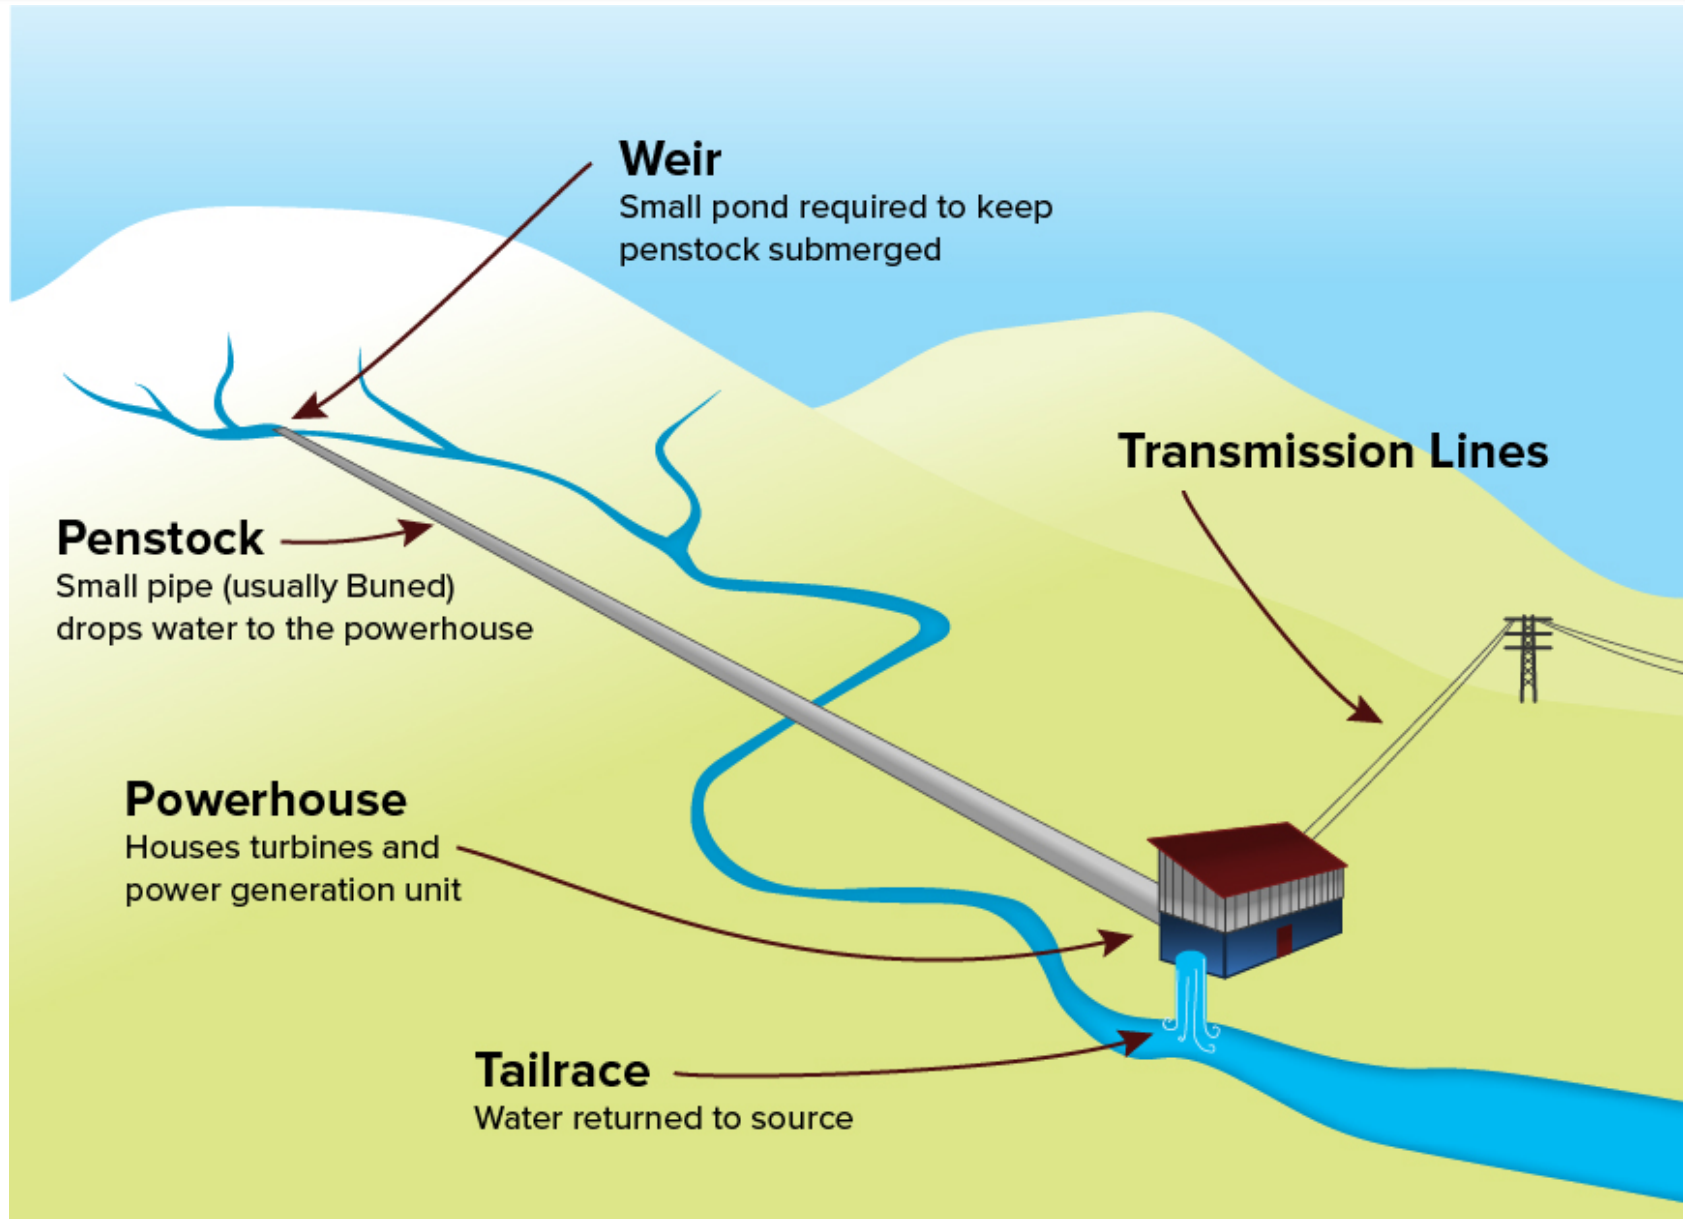 Weir
Small pond required to keep
penstock submerged
Transmission Lines
Penstock
Small pipe (usually Buned)
drops water to the powerhouse
Powerhouse
Houses turbines and
power generation unit
Tailrace
Water returned to source